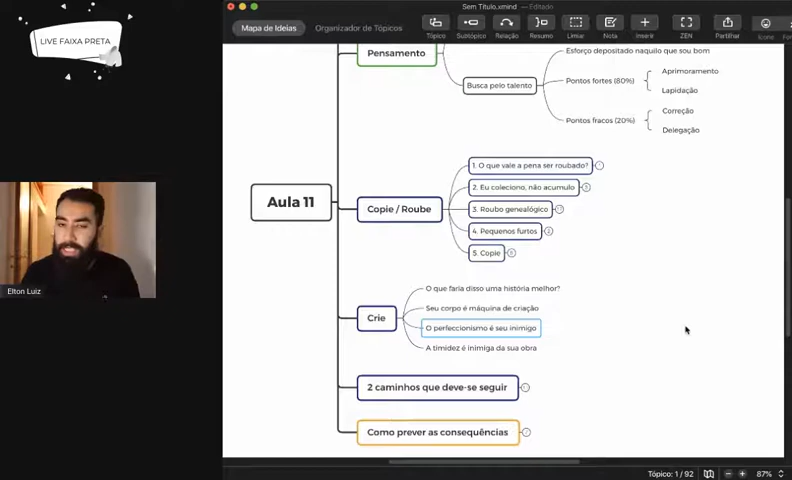 LIVE FAIXA PRETA
Elton Luiz
Sem Título.xmind — Editado
Mapa de Ideias
Organizador de Tópicos
Tópico
Subtópico
Relação
Resumo
Limite
Nota
Inserir
ZEN
Partilhar
Ícone
Pensamento
Esforço depositado naquilo que sou bom
Busca pelo talento
Pontos fortes (80%)
Aprimoramento
Lapidação
Pontos fracos (20%)
Correção
Delegação
Aula 11
Copie / Roube
1. O que vale a pena ser roubado?
2. Eu coleciono, não acumulo
3. Roubo genealógico
4. Pequenos furtos
5. Copie
Crie
O que faria disso uma história melhor?
Seu corpo é máquina de criação
O perfeccionismo é seu inimigo
A timidez é inimiga da sua obra
2 caminhos que deve-se seguir
Como prever as consequências
Tópico: 1 / 92
87%